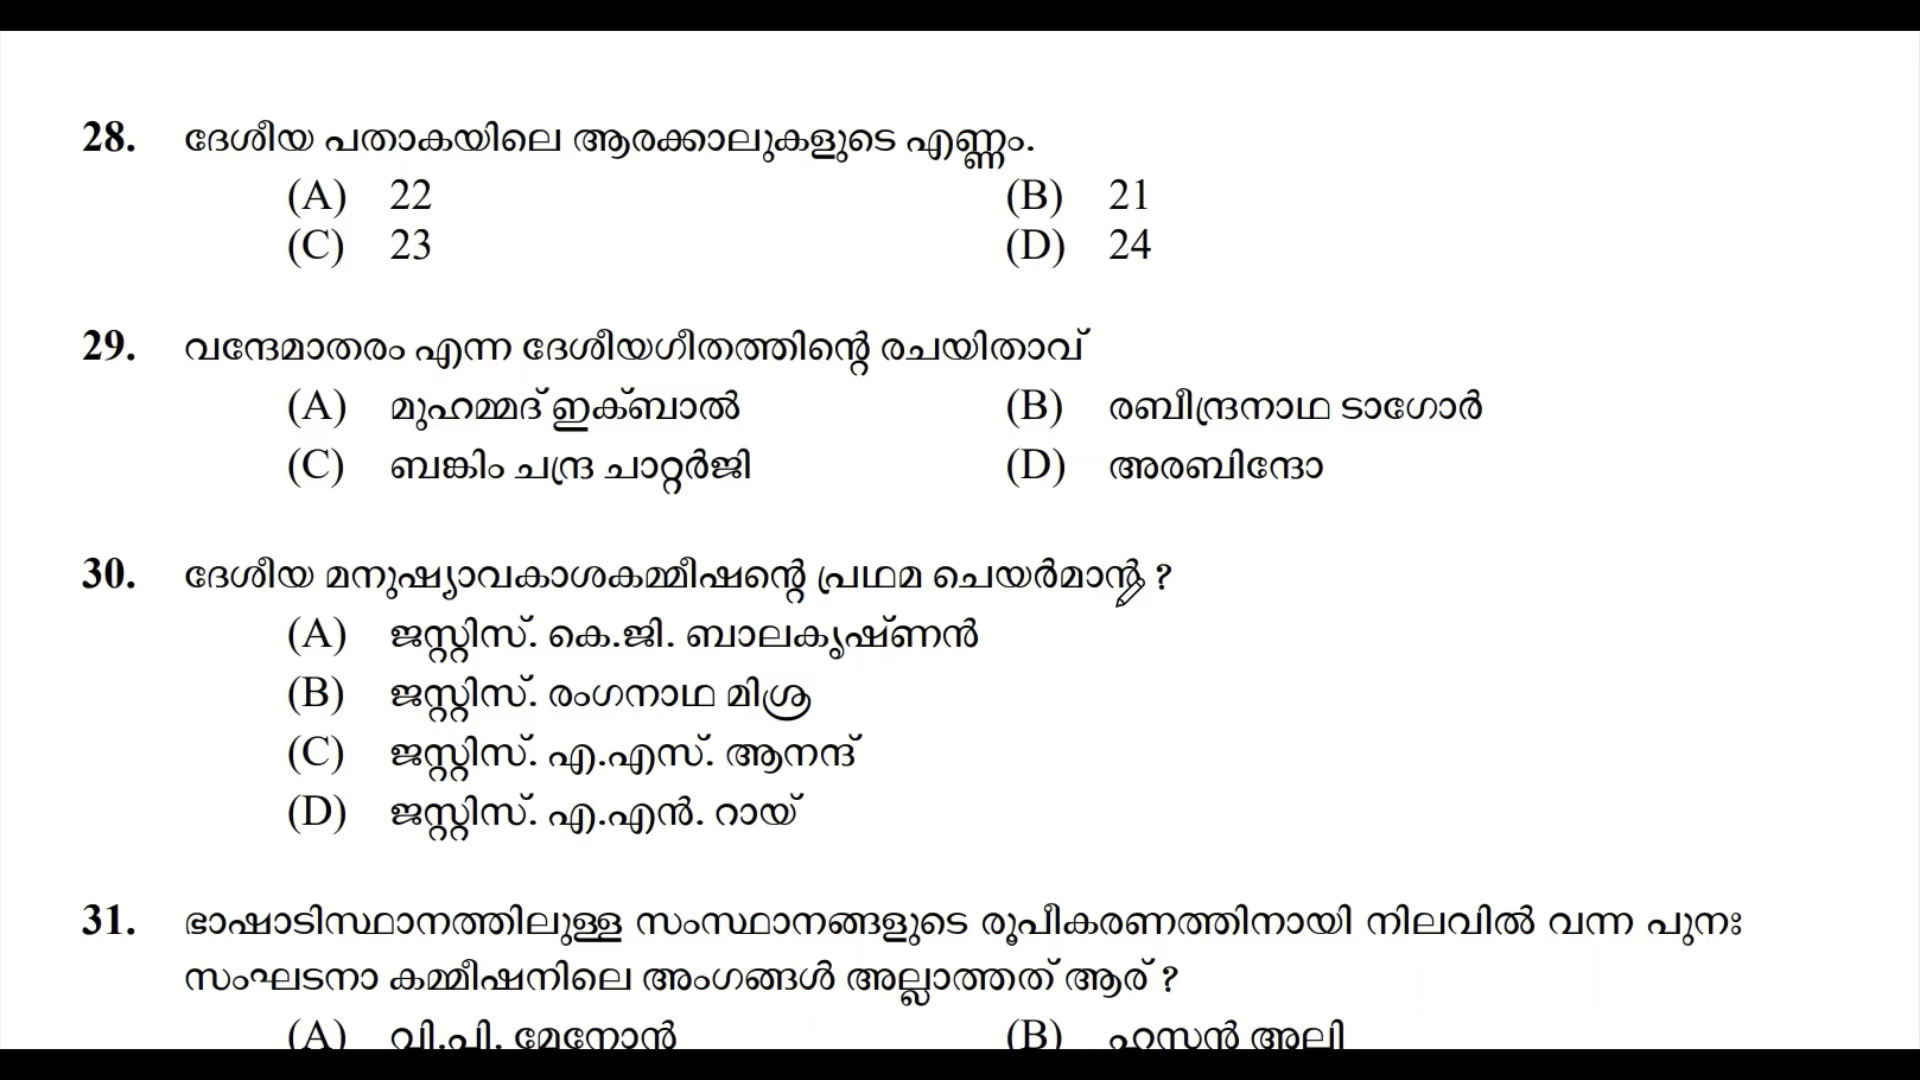 28. ദേശീയ പതാകയിലെ ആരക്കാലുകളുടെ എണ്ണം.
(A) 22 (B) 21
(C) 23 (D) 24
29. വന്ദേമാതരം എന്ന ദേശീയഗീതത്തിന്റെ രചയിതാവ്
(A) മുഹമ്മദ് ഇക്ബാൽ (B) രബീന്ദ്രനാഥ ടാഗോർ
(C) ബങ്കിം ചന്ദ്ര ചാറ്റർജി (D) അരബിന്ദോ
30. ദേശീയ മനുഷ്യാവകാശകമ്മീഷന്റെ പ്രഥമ ചെയർമാൻ ?
(A) ജസ്റ്റിസ്. കെ.ജി. ബാലകൃഷ്ണൻ
(B) ജസ്റ്റിസ്. രംഗനാഥ മിശ്ര
(C) ജസ്റ്റിസ്. എ.എസ്. ആനന്ദ്
(D) ജസ്റ്റിസ്. എ.എൻ. റായ്
31. ഭാഷാടിസ്ഥാനത്തിലുള്ള സംസ്ഥാനങ്ങളുടെ രൂപീകരണത്തിനായി നിലവിൽ വന്ന പുനഃ
സംഘടനാ കമ്മീഷനിലെ അംഗങ്ങൾ അല്ലാത്തത് ആര് ?
(A) വി.പി. മേനോൻ (B) ഹസൻ അലി